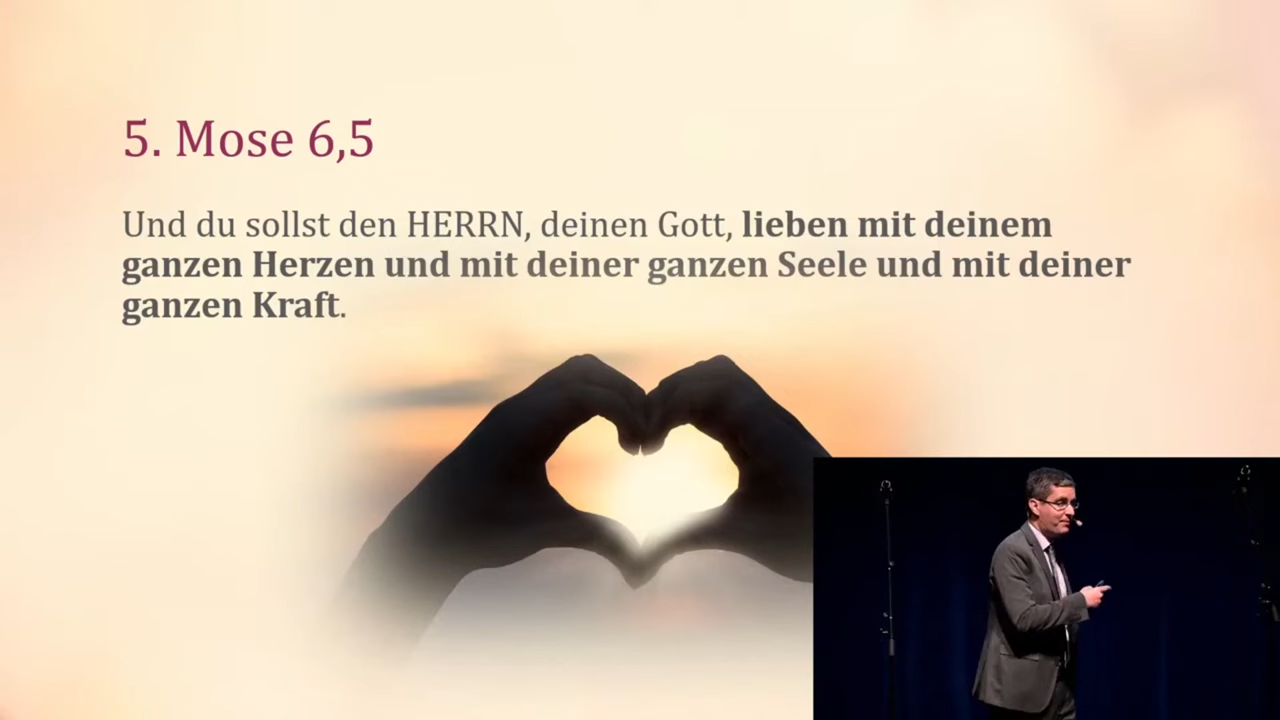 5. Mose 6,5
Und du sollst den HERRN, deinen Gott, lieben mit deinem
ganzen Herzen und mit deiner ganzen Seele und mit deiner
ganzen Kraft.